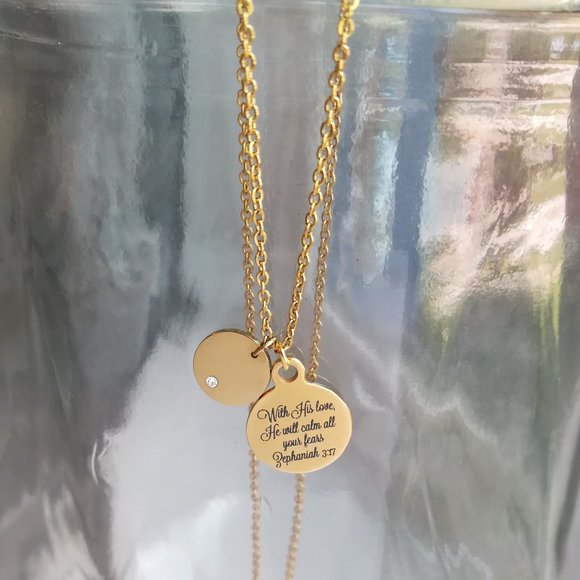 With His love,
He will calm all
your fears
Zephaniah 3:17